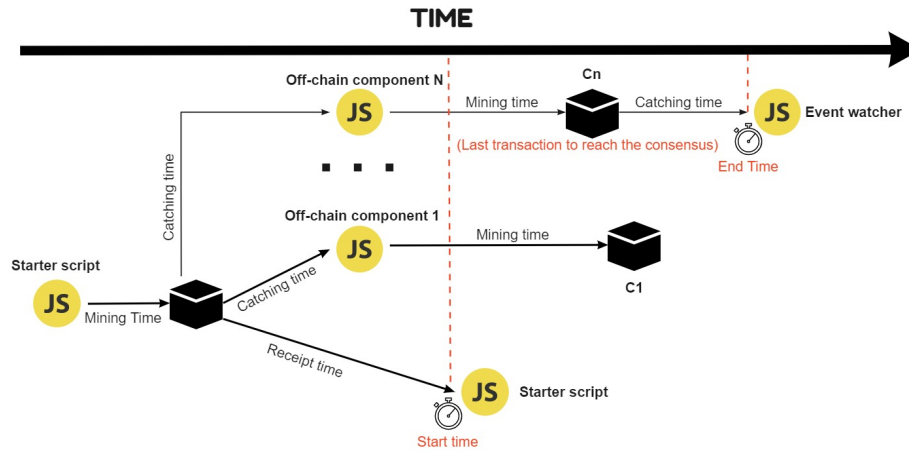 TIME
Off-chain component N
Cn
JS
Mining time
Catching time
JS
Event watcher
(Last transaction to reach the consensus)
End Time
Catching time
. . .
Off-chain component 1
JS
Mining time
C1
Starter script
JS
Mining Time
Catching time
Receipt time
JS
Starter script
Start time